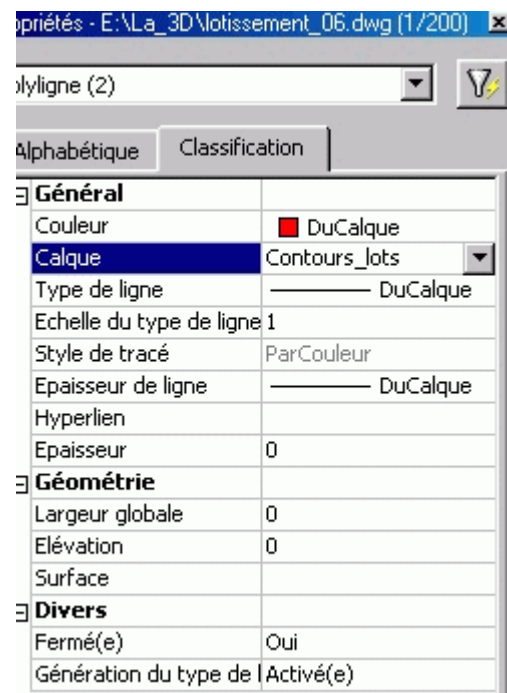 opriétés - E:\La_3D\lotissement_06.dwg (1/200)
olyligne (2)
Alphabétique Classification
Général
Couleur DuCalque
Calque Contours_lots
Type de ligne DuCalque
Echelle du type de ligne 1
Style de tracé ParCouleur
Epaisseur de ligne DuCalque
Hyperlien
Epaisseur 0
Géométrie
Largeur globale 0
Elévation 0
Surface
Divers
Fermé(e) Oui
Génération du type de l Activé(e)